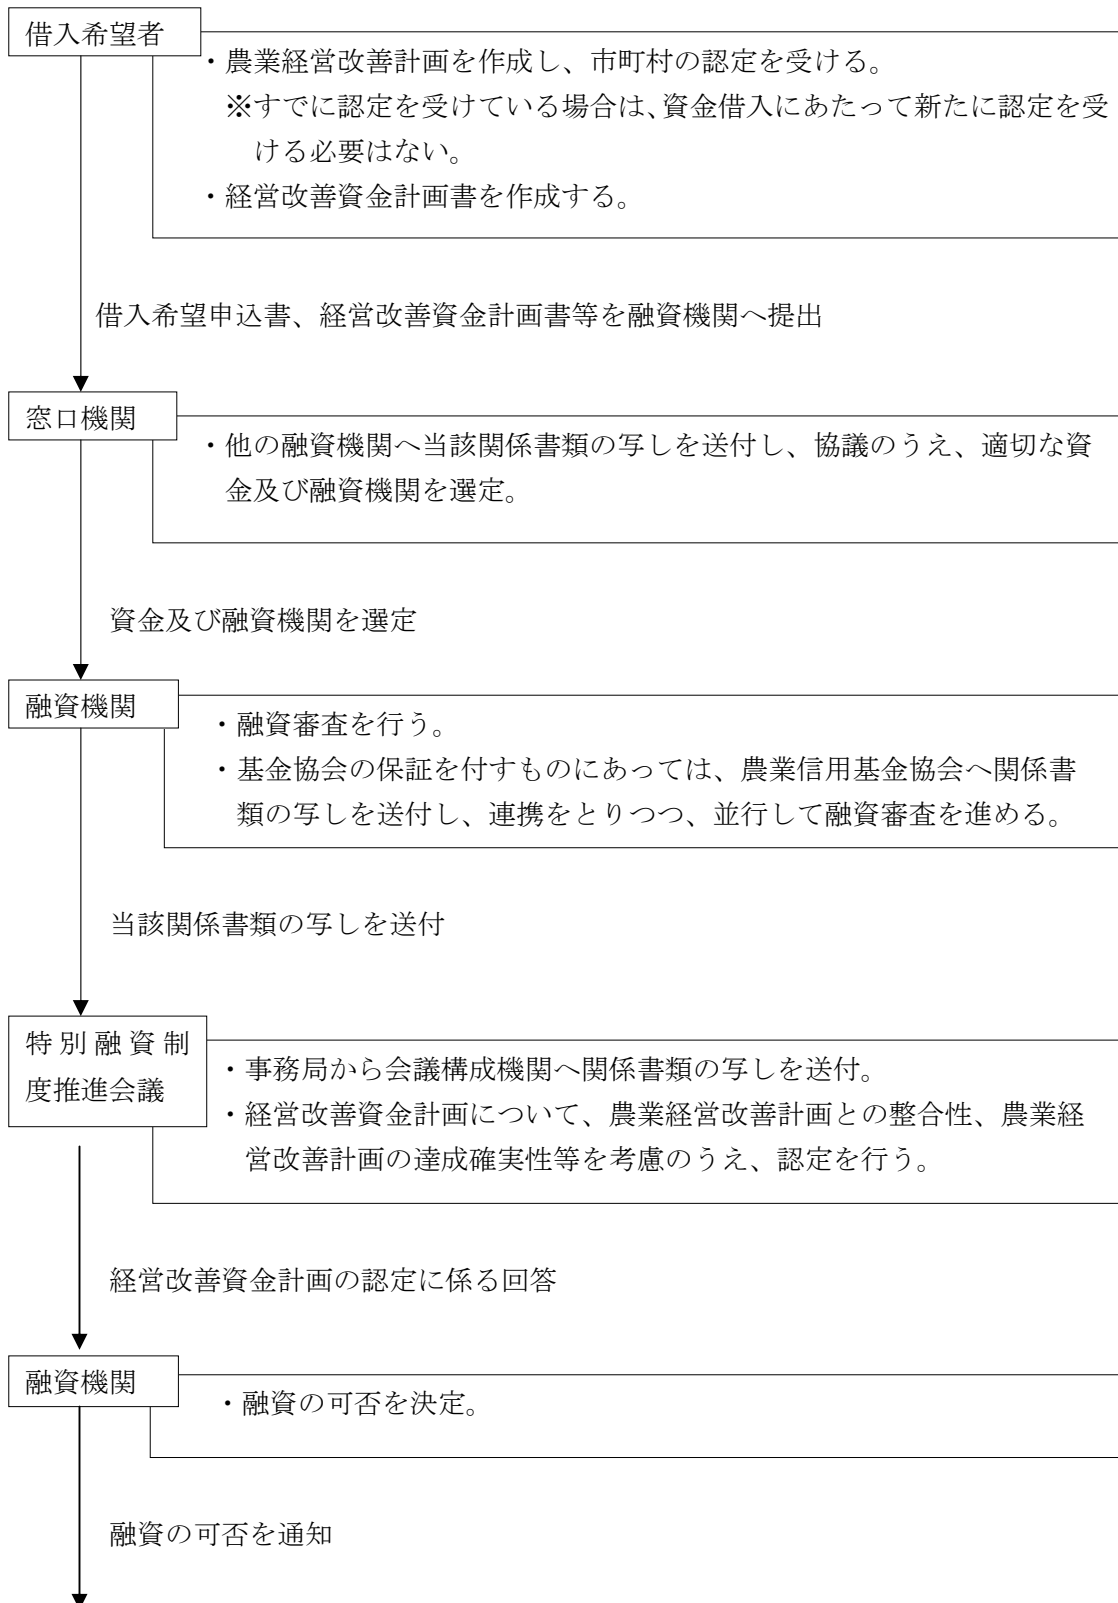 借入希望者
・農業経営改善計画を作成し、市町村の認定を受ける。
※すでに認定を受けている場合は、資金借入にあたって新たに認定を受
ける必要はない。
・経営改善資金計画書を作成する。
借入希望申込書、経営改善資金計画書等を融資機関へ提出
窓口機関
・他の融資機関へ当該関係書類の写しを送付し、協議のうえ、適切な資
金及び融資機関を選定。
資金及び融資機関を選定
融資機関
・融資審査を行う。
・基金協会の保証を付すものにあっては、農業信用基金協会へ関係書
類の写しを送付し、連携をとりつつ、並行して融資審査を進める。
当該関係書類の写しを送付
特別融資制
度推進会議
・事務局から会議構成機関へ関係書類の写しを送付。
・経営改善資金計画について、農業経営改善計画との整合性、農業経
営改善計画の達成確実性等を考慮のうえ、認定を行う。
経営改善資金計画の認定に係る回答
融資機関
・融資の可否を決定。
融資の可否を通知